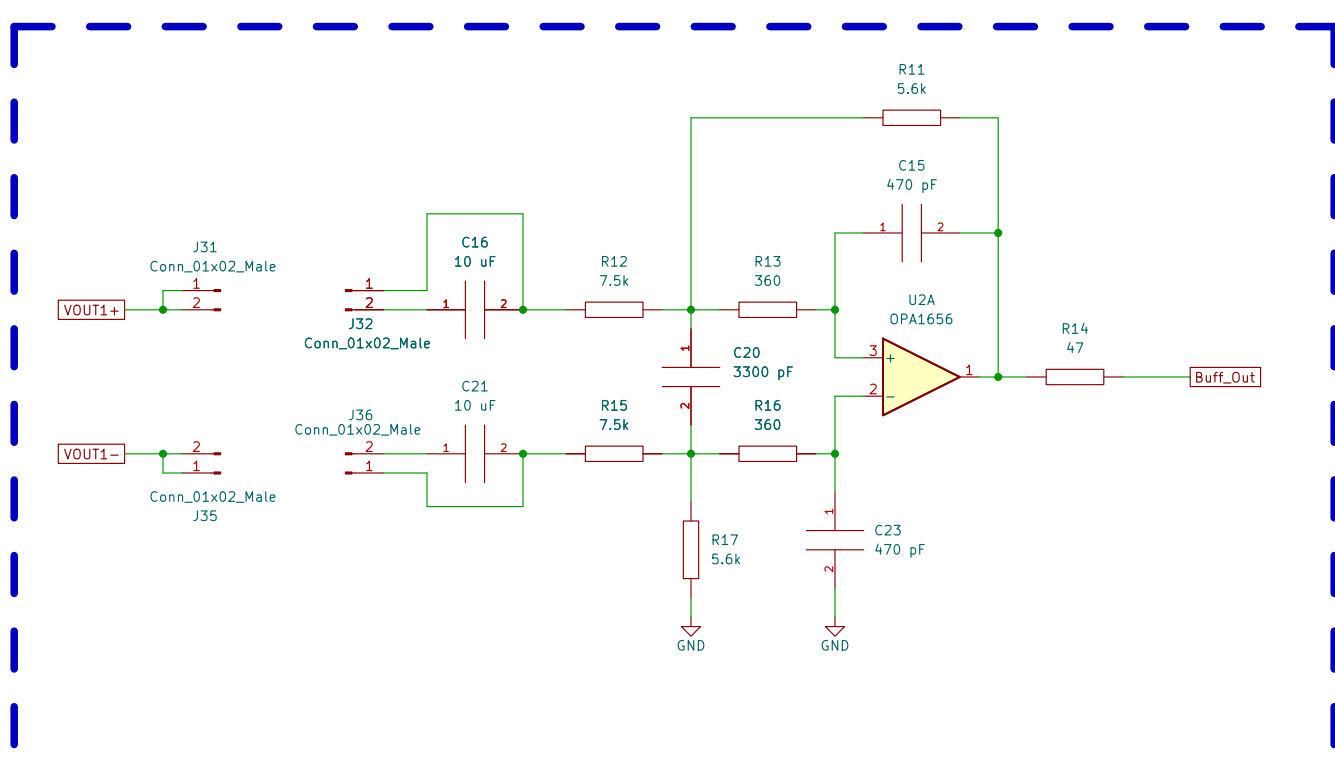 R11
5.6k
C15
470 pF
1 2
J31
Conn_01x02_Male
1
2
VOUT1+
C16
10 uF
1
2
1 2
J32
Conn_01x02_Male
R12
7.5k
R13
360
U2A
OPA1656
3
+
2
−
1
R14
47
Buff_Out
1
C20
3300 pF
2
C21
10 uF
J36
Conn_01x02_Male
2
1
1 2
R15
7.5k
R16
360
VOUT1-
2
1
Conn_01x02_Male
J35
R17
5.6k
1
C23
470 pF
2
GND
GND